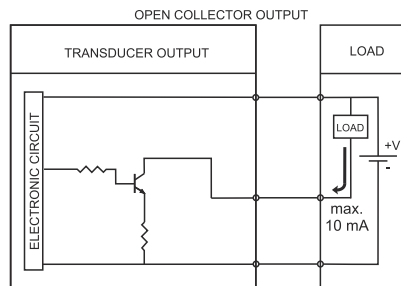 OPEN COLLECTOR OUTPUT
TRANSDUCER OUTPUT
LOAD
ELECTRONIC CIRCUIT
LOAD
+V
-
max.
10 mA